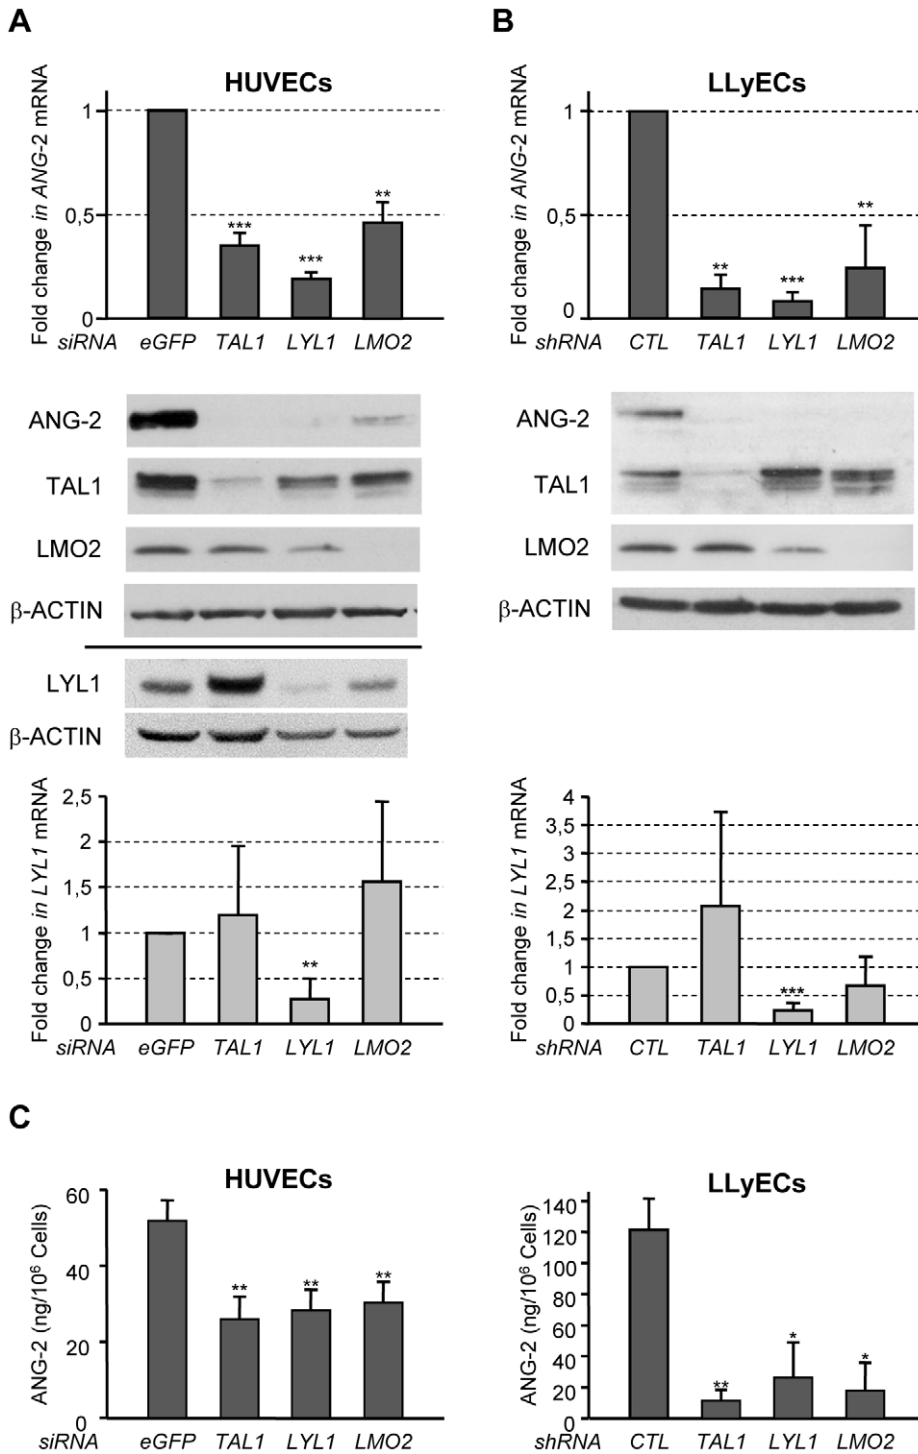 A
B
HUVECs
Fold change in ANG-2 mRNA
1
0,5
0
***
***
**
siRNA eGFP TAL1 LYL1 LMO2
LLyECs
Fold change in ANG-2 mRNA
1
0,5
0
**
***
**
shRNA CTL TAL1 LYL1 LMO2
ANG-2
TAL1
LMO2
β-ACTIN
LYL1
β-ACTIN
ANG-2
TAL1
LMO2
β-ACTIN
Fold change in LYL1 mRNA
2,5
2
1,5
1
0,5
0
**
siRNA eGFP TAL1 LYL1 LMO2
Fold change in LYL1 mRNA
4
3,5
3
2,5
2
1,5
1
0,5
0
***
shRNA CTL TAL1 LYL1 LMO2
C
HUVECs
ANG-2 (ng/10⁶ Cells)
60
40
20
0
**
**
**
siRNA eGFP TAL1 LYL1 LMO2
LLyECs
ANG-2 (ng/10⁶ Cells)
140
120
100
80
60
40
20
0
**
*
*
shRNA CTL TAL1 LYL1 LMO2